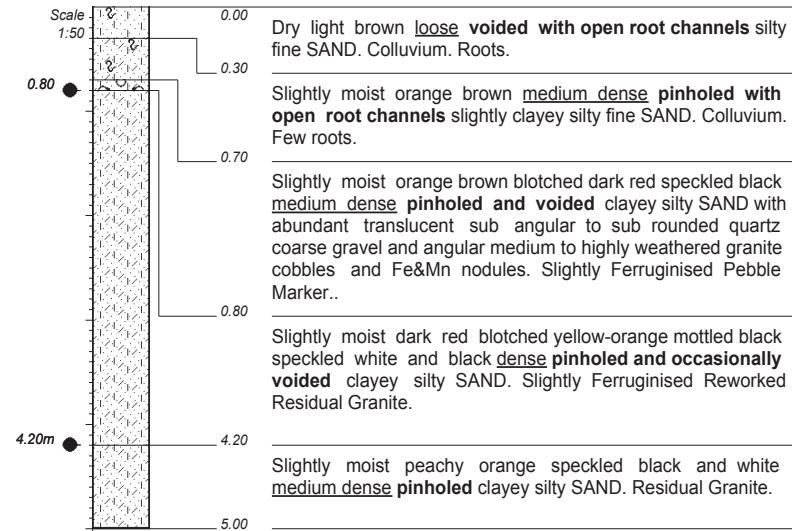 Scale
1:50
0.00
Dry light brown loose voided with open root channels silty
fine SAND. Colluvium. Roots.
0.30
0.80
Slightly moist orange brown medium dense pinholed with
open root channels slightly clayey silty fine SAND. Colluvium.
Few roots.
0.70
Slightly moist orange brown blotched dark red speckled black
medium dense pinholed and voided clayey silty SAND with
abundant translucent sub angular to sub rounded quartz
coarse gravel and angular medium to highly weathered granite
cobbles and Fe&Mn nodules. Slightly Ferruginised Pebble
Marker..
0.80
Slightly moist dark red blotched yellow-orange mottled black
speckled white and black dense pinholed and occasionally
voided clayey silty SAND. Slightly Ferruginised Reworked
Residual Granite.
4.20m
4.20
Slightly moist peachy orange speckled black and white
medium dense pinholed clayey silty SAND. Residual Granite.
5.00